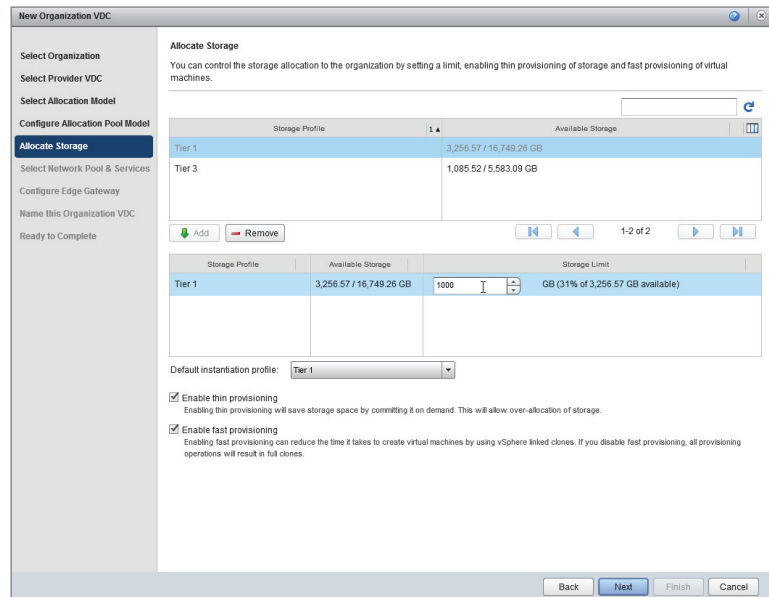 New Organization VDC
Select Organization
Select Provider VDC
Select Allocation Model
Configure Allocation Pool Model
Allocate Storage
Select Network Pool & Services
Configure Edge Gateway
Name this Organization VDC
Ready to Complete
Allocate Storage
You can control the storage allocation to the organization by setting a limit, enabling thin provisioning of storage and fast provisioning of virtual
machines.
Storage Profile 1 ▲ Available Storage
Tier 1 3,256.57 / 16,749.26 GB
Tier 3 1,085.52 / 5,583.09 GB
Add Remove 1-2 of 2
Storage Profile Available Storage Storage Limit
Tier 1 3,256.57 / 16,749.26 GB 1000 GB (31% of 3,256.57 GB available)
Default instantiation profile: Tier 1
Enable thin provisioning
Enabling thin provisioning will save storage space by committing it on demand. This will allow over-allocation of storage.
Enable fast provisioning
Enabling fast provisioning can reduce the time it takes to create virtual machines by using vSphere linked clones. If you disable fast provisioning, all provisioning
operations will result in full clones.
Back Next Finish Cancel